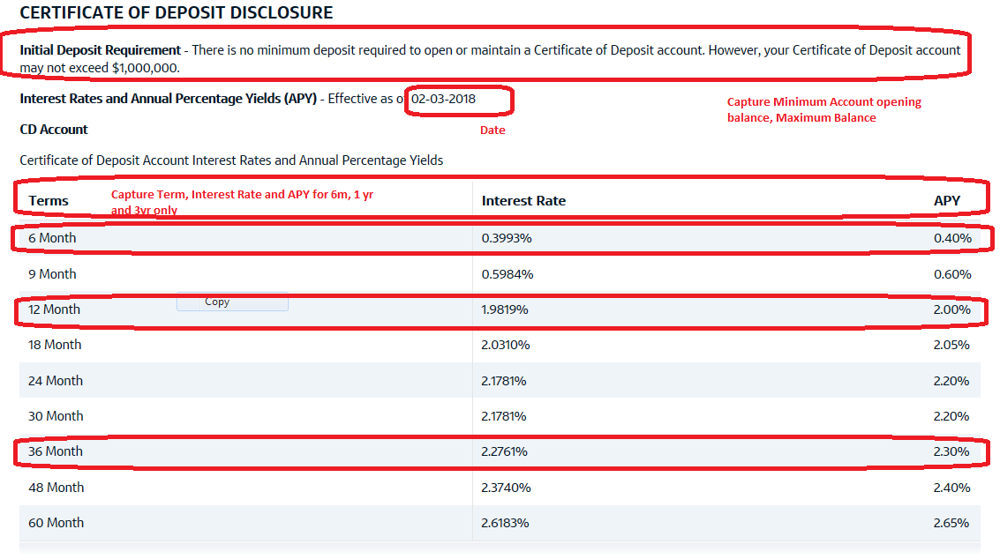 CERTIFICATE OF DEPOSIT DISCLOSURE
Initial Deposit Requirement - There is no minimum deposit required to open or maintain a Certificate of Deposit account. However, your Certificate of Deposit account
may not exceed $1,000,000.
Interest Rates and Annual Percentage Yields (APY) - Effective as o 02-03-2018
Capture Minimum Account opening
balance, Maximum Balance
CD Account
Date
Certificate of Deposit Account Interest Rates and Annual Percentage Yields
Capture Term, Interest Rate and APY for 6m, 1 yr
and 3yr only
Terms Interest Rate APY
6 Month 0.3993% 0.40%
9 Month 0.5984% 0.60%
Copy
12 Month 1.9819% 2.00%
18 Month 2.0310% 2.05%
24 Month 2.1781% 2.20%
30 Month 2.1781% 2.20%
36 Month 2.2761% 2.30%
48 Month 2.3740% 2.40%
60 Month 2.6183% 2.65%